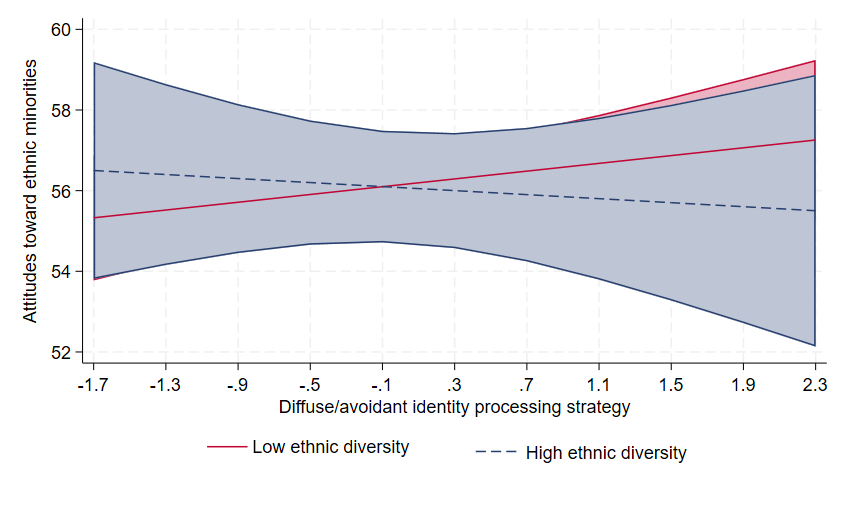 60
58
56
54
52
Attitudes toward ethnic minorities
-1.7 -1.3 -.9 -.5 -.1 .3 .7 1.1 1.5 1.9 2.3
Diffuse/avoidant identity processing strategy
Low ethnic diversity
High ethnic diversity